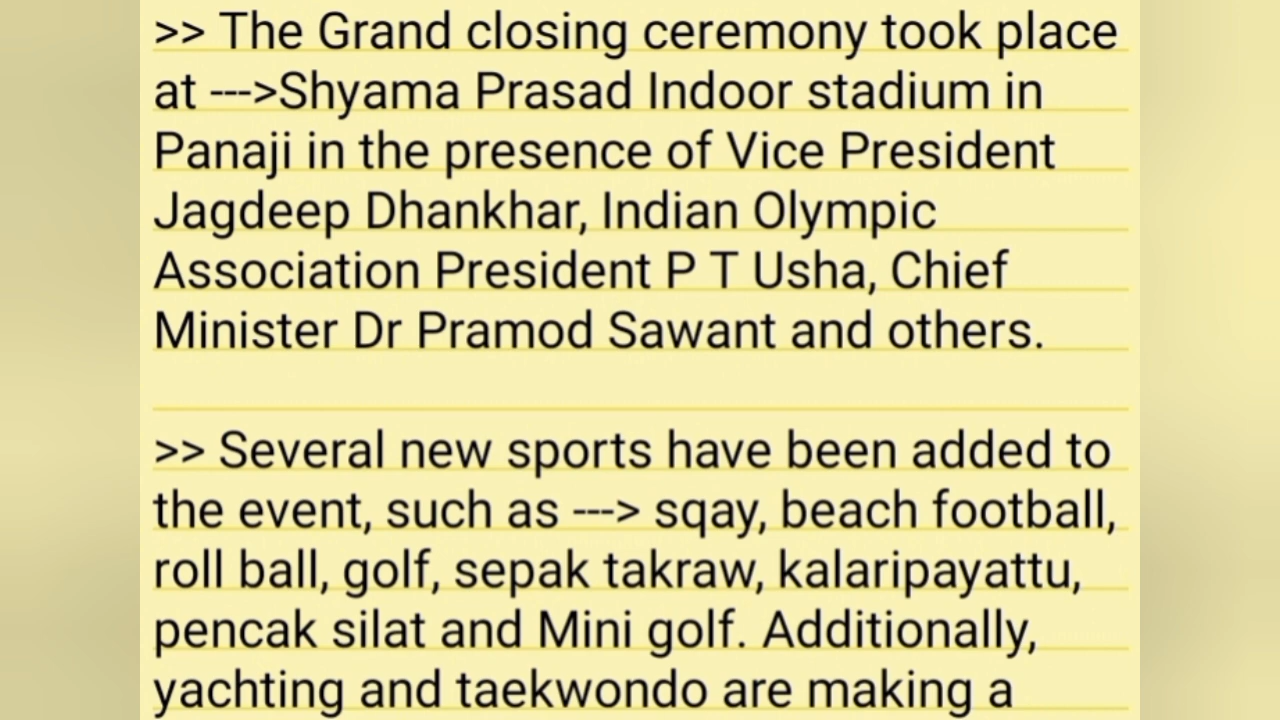 >> The Grand closing ceremony took place
at --->Shyama Prasad Indoor stadium in
Panaji in the presence of Vice President
Jagdeep Dhankhar, Indian Olympic
Association President P T Usha, Chief
Minister Dr Pramod Sawant and others.
>> Several new sports have been added to
the event, such as ---> sqay, beach football,
roll ball, golf, sepak takraw, kalaripayattu,
pencak silat and Mini golf. Additionally,
yachting and taekwondo are making a